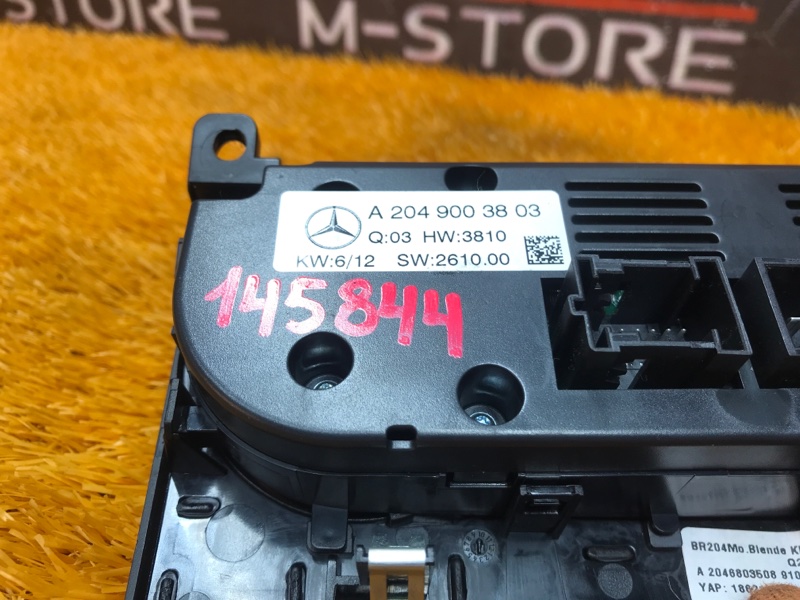 M-STORE
A 204 900 38 03
Q:03 HW:3810
KW:6/12 SW:2610.00
145844
BR204Mo.Blende
A 2046803508
YAP: